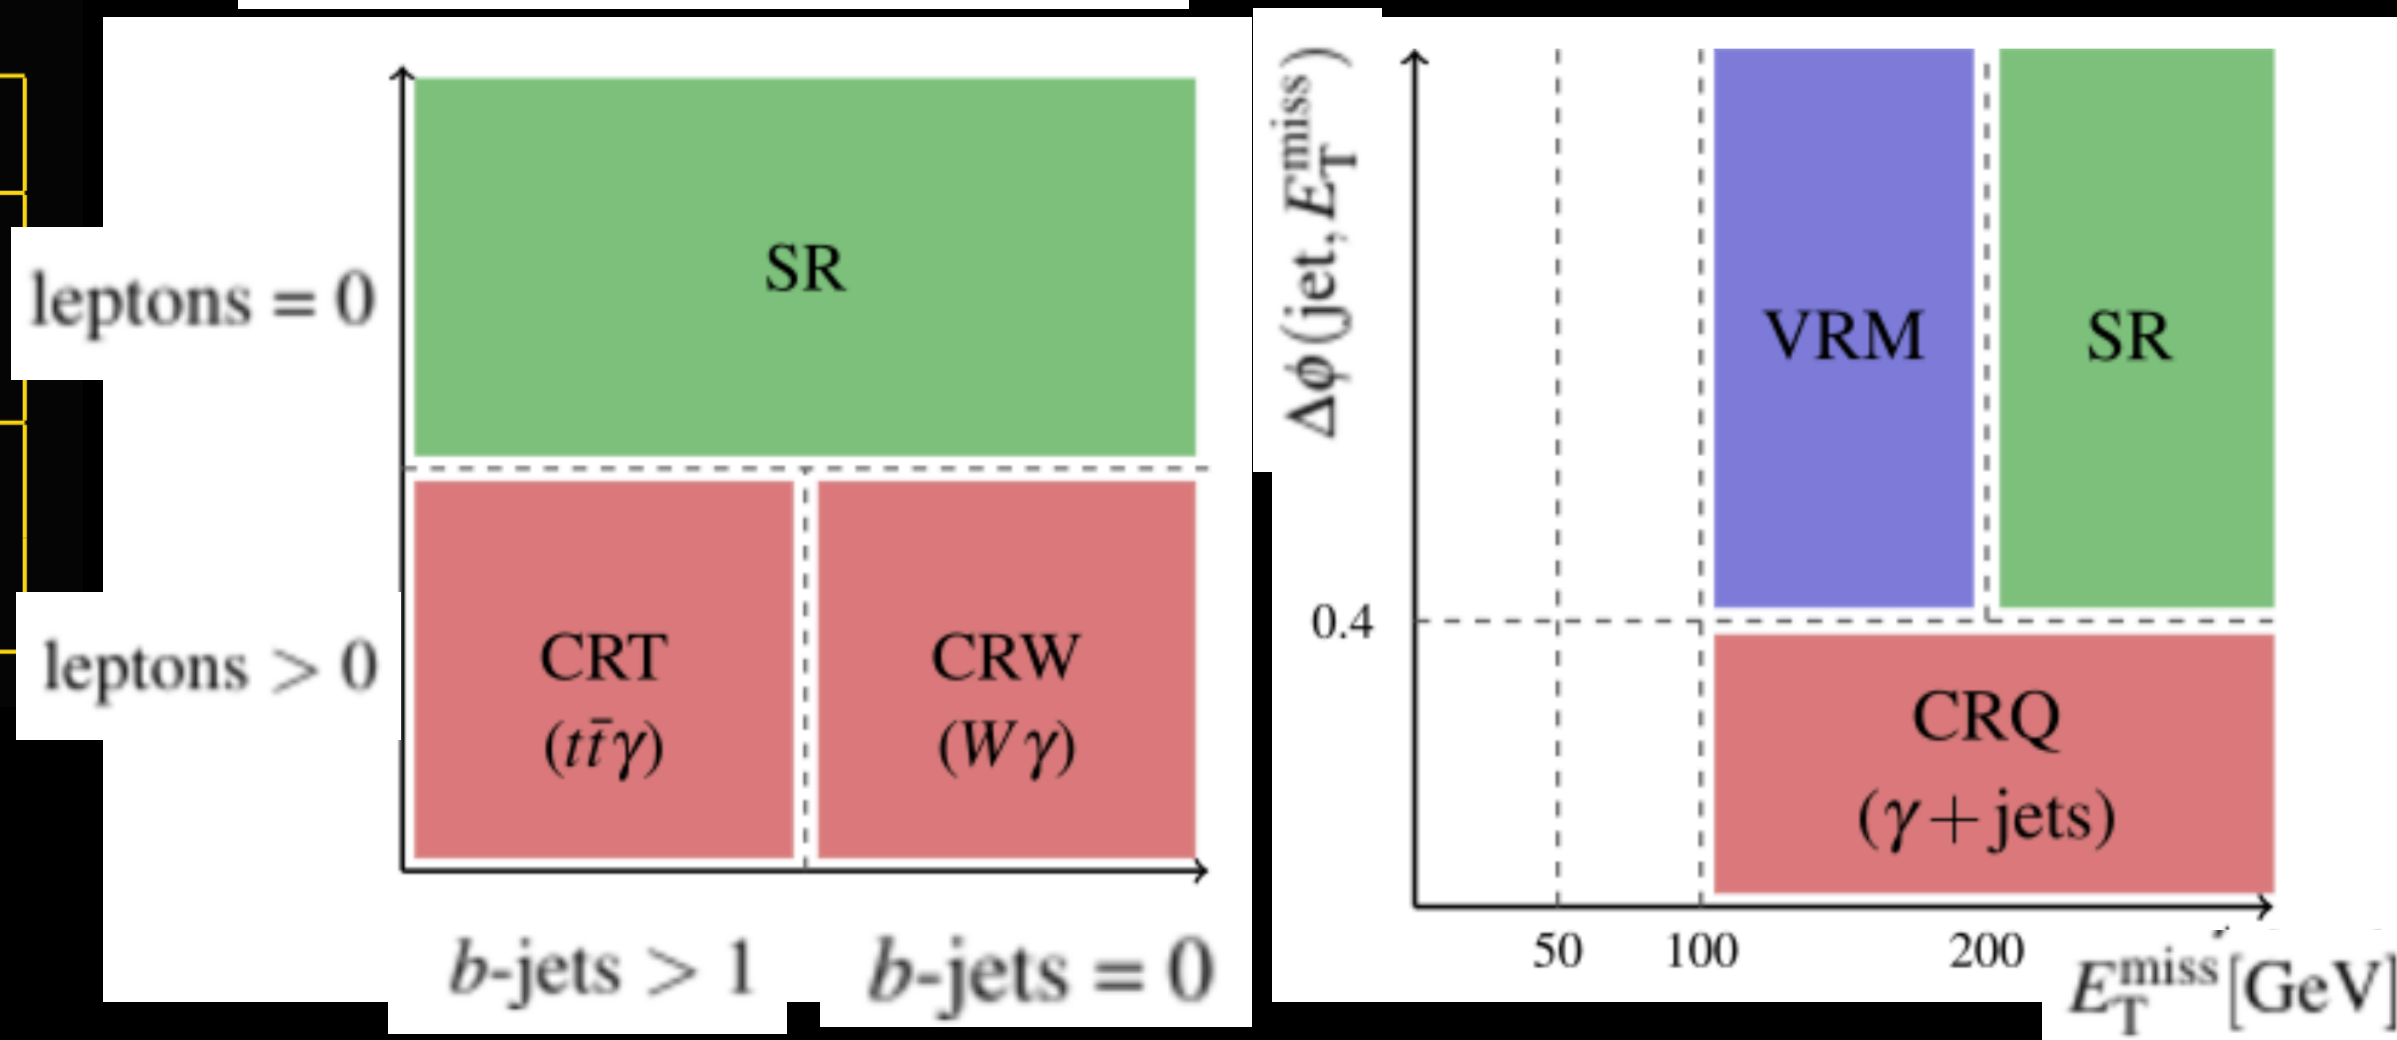 SR
leptons = 0
leptons > 0
CRT
(tt̄γ)
CRW
(Wγ)
b-jets > 1
b-jets = 0
Δϕ(jet, E_T^miss)
VRM
SR
0.4
CRQ
(γ+jets)
50
100
200
E_T^miss [GeV]